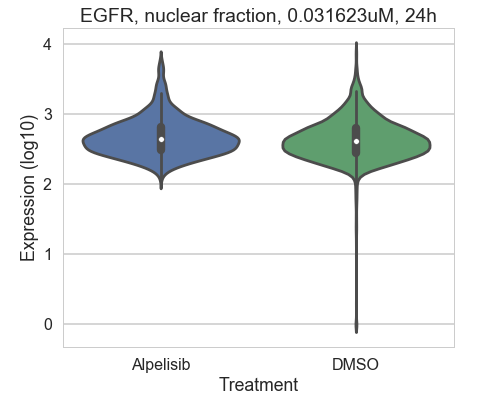 EGFR, nuclear fraction, 0.031623uM, 24h
4
3
2
1
0
Expression (log10)
Alpelisib
DMSO
Treatment